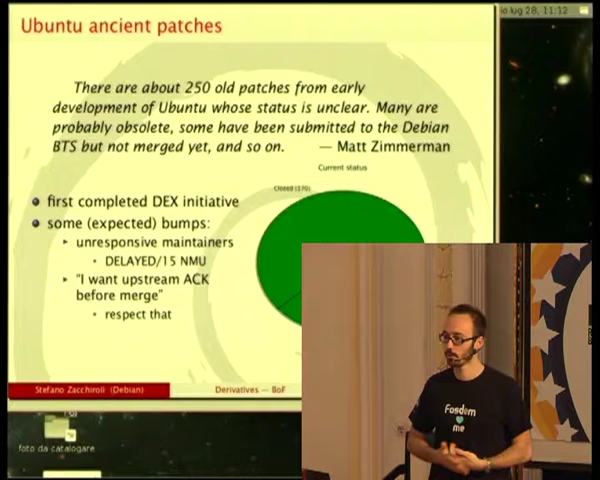 Ubuntu ancient patches
io lug 28, 11:12
There are about 250 old patches from early
development of Ubuntu whose status is unclear. Many are
probably obsolete, some have been submitted to the Debian
BTS but not merged yet, and so on. — Matt Zimmerman
Current status
Closed (170)
first completed DEX initiative
some (expected) bumps:
unresponsive maintainers
DELAYED/15 NMU
"I want upstream ACK
before merge"
respect that
Stefano Zacchiroli (Debian)
Derivatives — BoF
foto da catalogare
Fosdem
me